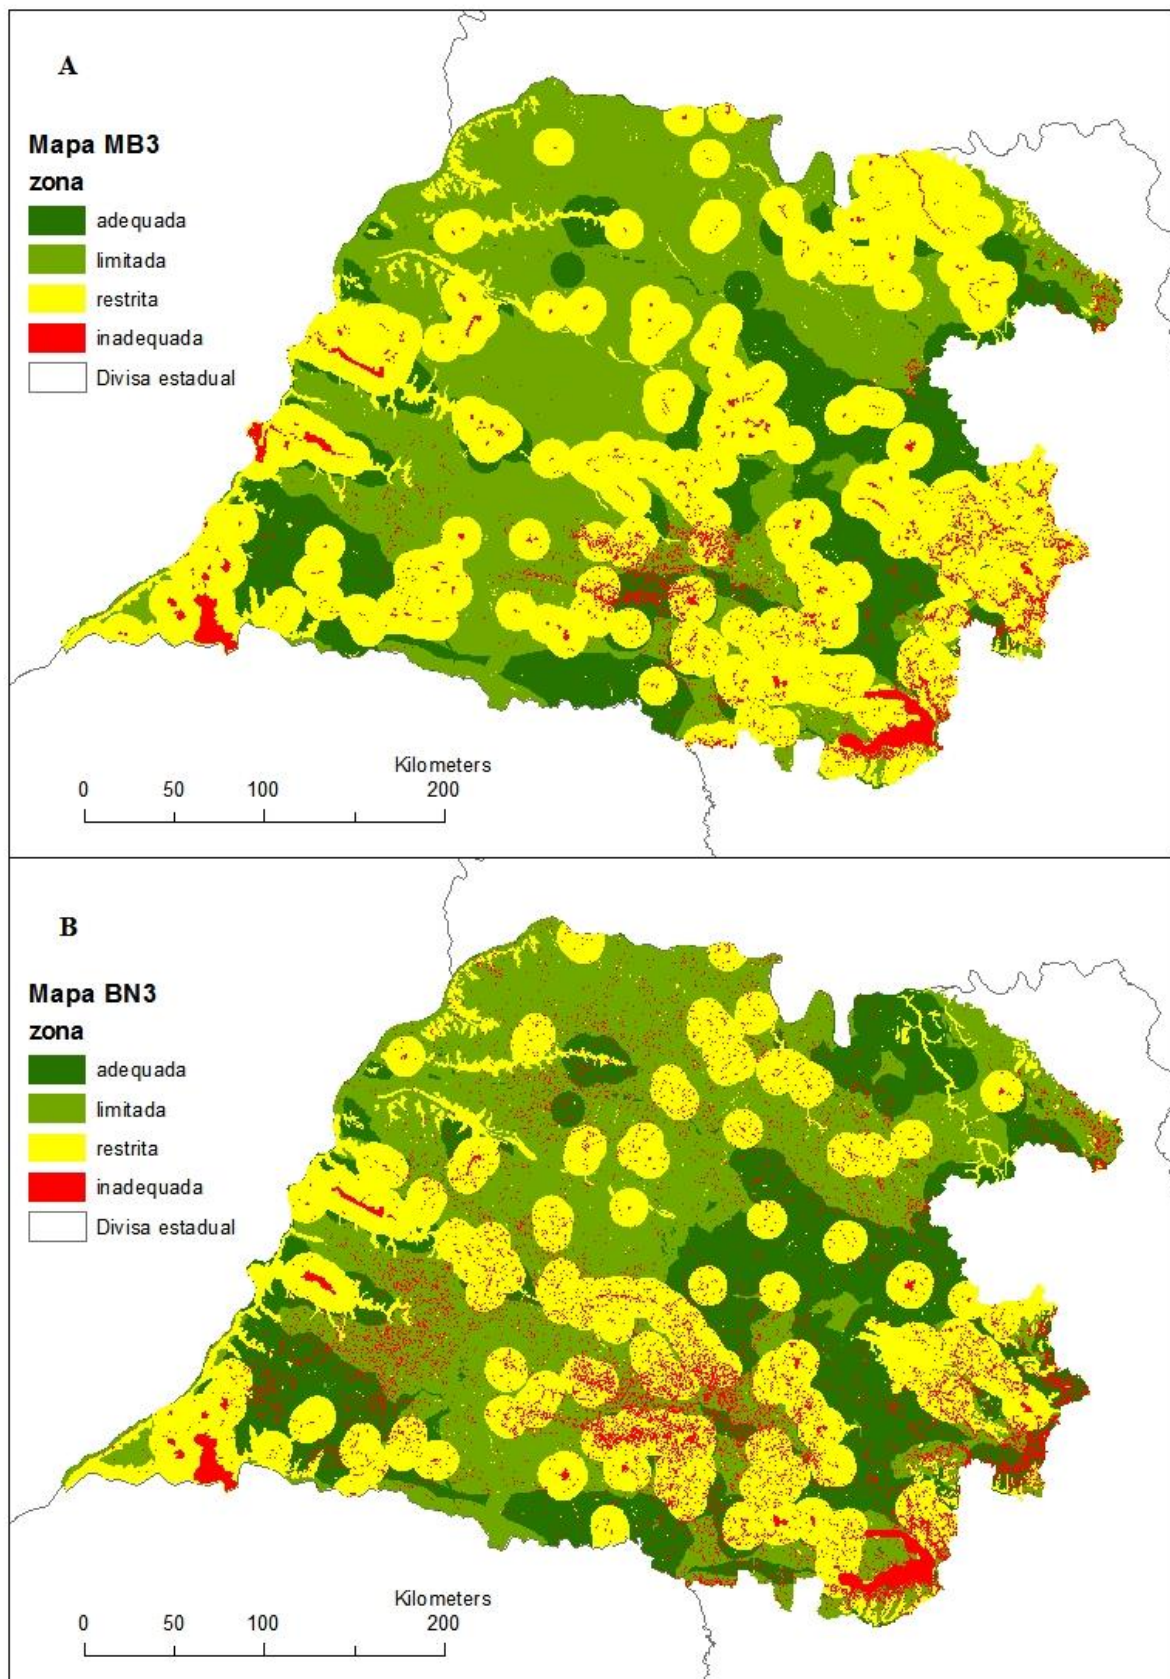 A
Mapa MB3
zona
adequada
limitada
restrita
inadequada
Divisa estadual
Kilometers
0 50 100 200
B
Mapa BN3
zona
adequada
limitada
restrita
inadequada
Divisa estadual
Kilometers
0 50 100 200